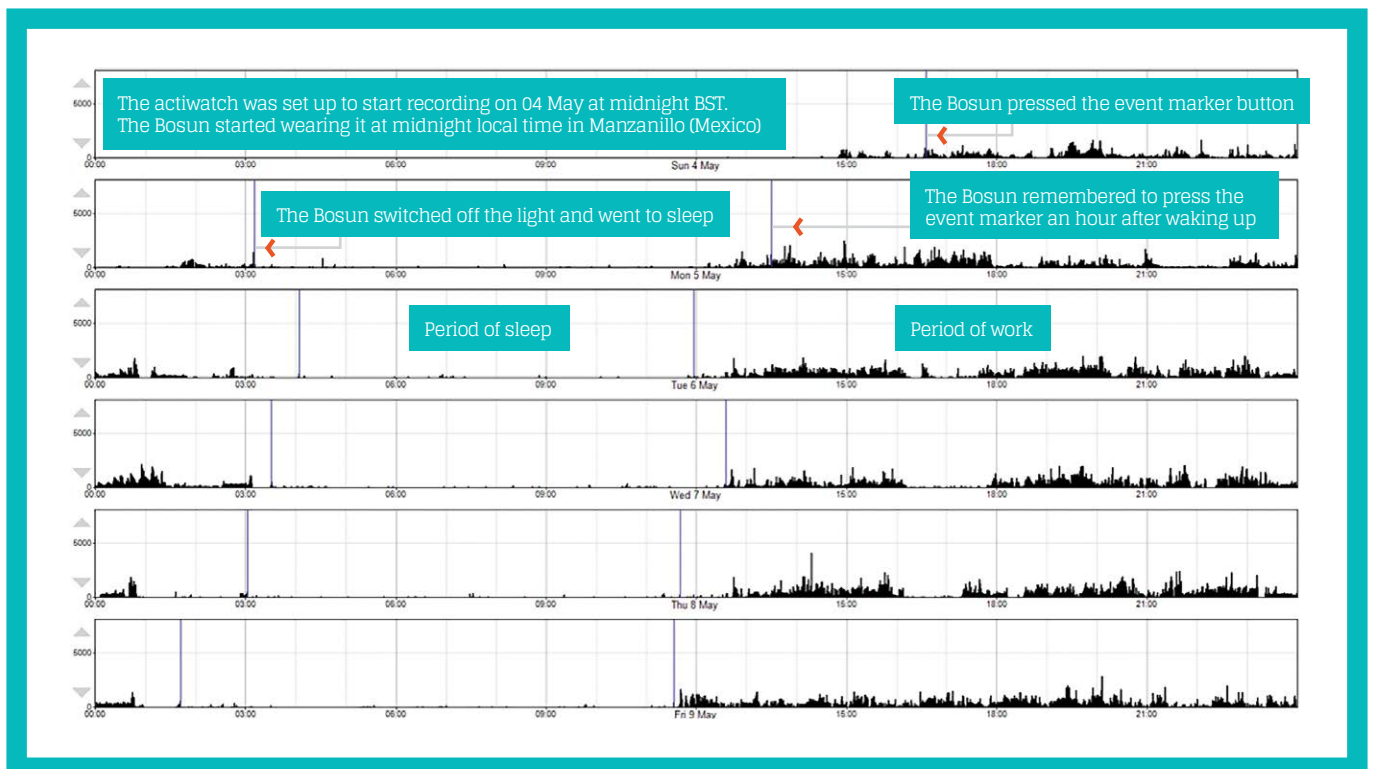 The actiwatch was set up to start recording on 04 May at midnight BST.
The Bosun started wearing it at midnight local time in Manzanillo (Mexico)
The Bosun pressed the event marker button
5000
0
00:00 03:00 06:00 09:00 Sun 4 May 15:00 18:00 21:00
The Bosun switched off the light and went to sleep
The Bosun remembered to press the
event marker an hour after waking up
5000
0
00:00 03:00 06:00 09:00 Mon 5 May 15:00 18:00 21:00
Period of sleep
Period of work
5000
0
00:00 03:00 06:00 09:00 Tue 6 May 15:00 18:00 21:00
5000
0
00:00 03:00 06:00 09:00 Wed 7 May 15:00 18:00 21:00
5000
0
00:00 03:00 06:00 09:00 Thu 8 May 15:00 18:00 21:00
5000
0
00:00 03:00 06:00 09:00 Fri 9 May 15:00 18:00 21:00